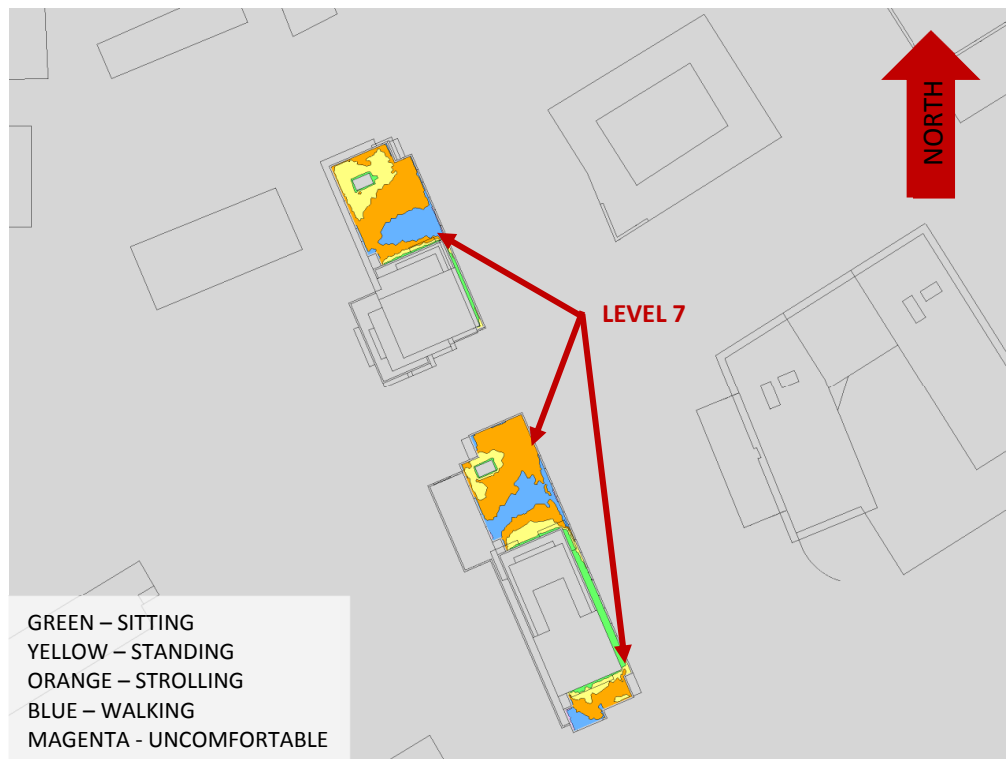 NORTH
LEVEL 7
GREEN – SITTING
YELLOW – STANDING
ORANGE – STROLLING
BLUE – WALKING
MAGENTA - UNCOMFORTABLE